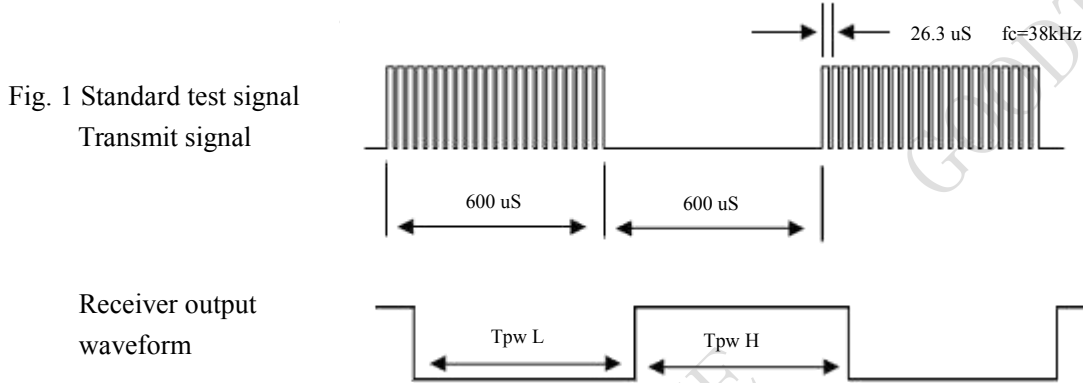 26.3 uS fc=38kHz
Fig. 1 Standard test signal
Transmit signal
600 uS 600 uS
Receiver output
waveform
Tpw L Tpw H